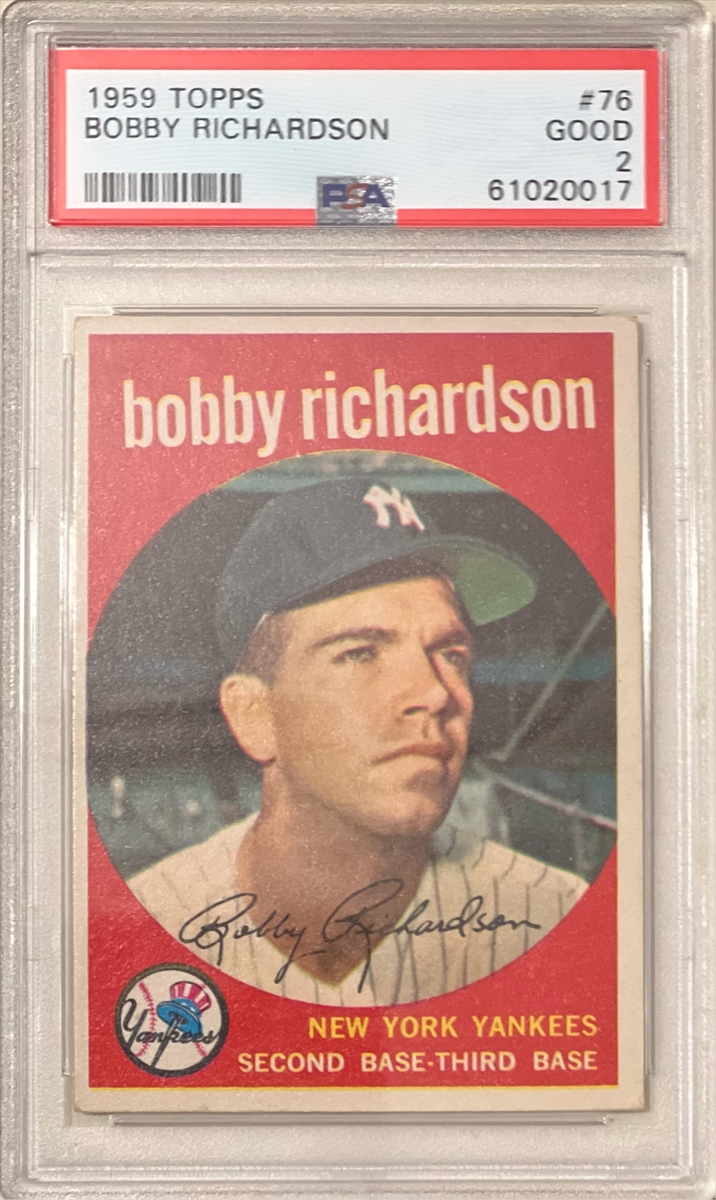 1959 TOPPS #76
BOBBY RICHARDSON GOOD
2
PSA 61020017
bobby richardson
NY
Bobby Richardson
The Yankees
NEW YORK YANKEES
SECOND BASE-THIRD BASE